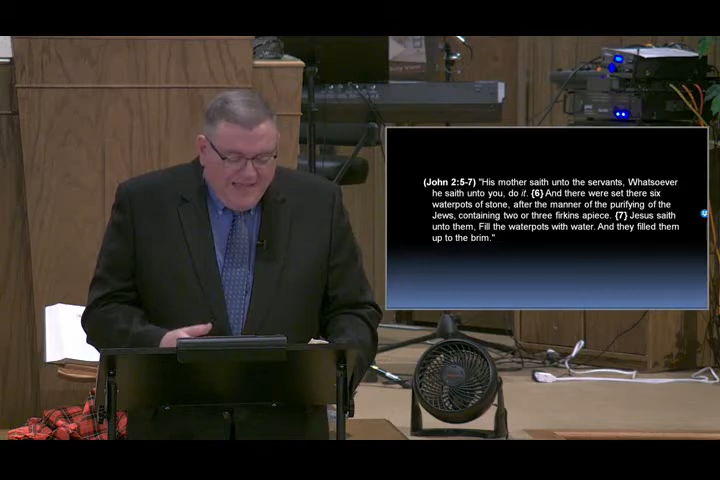 (John 2:5-7) "His mother saith unto the servants, Whatsoever
he saith unto you, do it. {6} And there were set there six
waterpots of stone, after the manner of the purifying of the
Jews, containing two or three firkins apiece. {7} Jesus saith
unto them, Fill the waterpots with water. And they filled them
up to the brim."